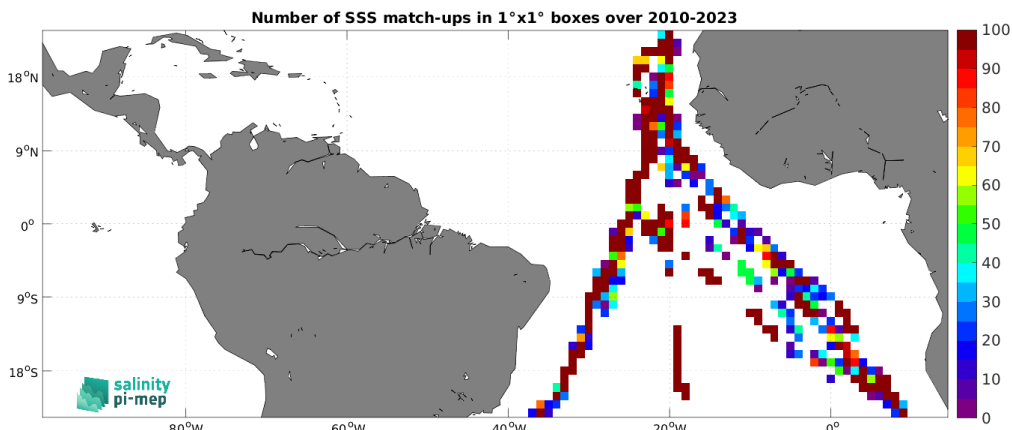 Number of SSS match-ups in 1°x1° boxes over 2010-2023
100
90
80
70
60
50
40
30
20
10
0
18°N
9°N
0°
9°S
18°S
80°W
60°W
40°W
20°W
0°
salinity
pi-mep